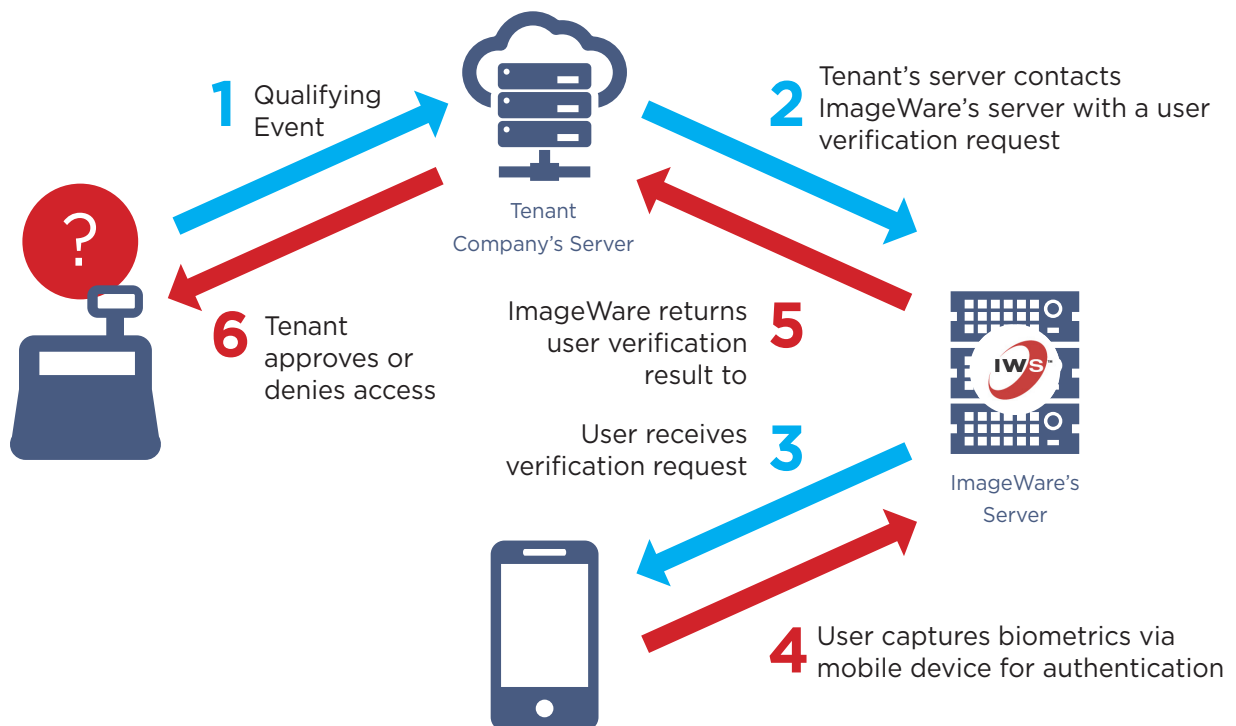 1 Qualifying
Event
2 Tenant's server contacts
ImageWare's server with a user
verification request
?
Tenant
Company's Server
6 Tenant
approves or
denies access
ImageWare returns
user verification
result to
5
IWS™
User receives
verification request
3
ImageWare's
Server
4 User captures biometrics via
mobile device for authentication